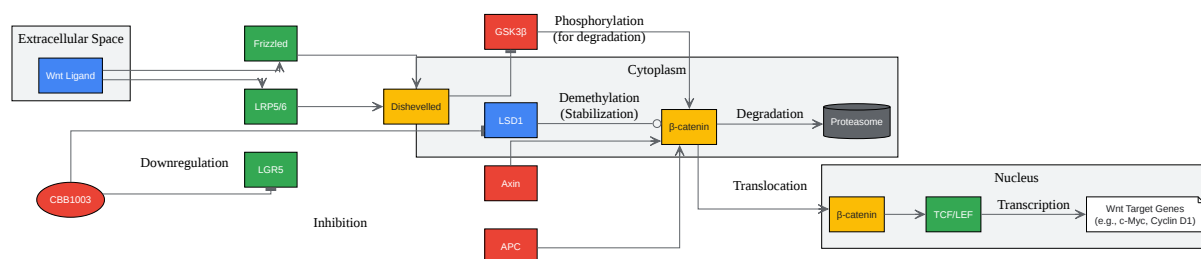 Extracellular Space
Wnt Ligand
Frizzled
LRP5/6
Downregulation
LGR5
CBB1003
Inhibition
GSK3β
Phosphorylation
(for degradation)
Cytoplasm
Dishevelled
LSD1
Demethylation
(Stabilization)
β-catenin
Degradation
Proteasome
Axin
APC
Translocation
Nucleus
β-catenin
TCF/LEF
Transcription
Wnt Target Genes
(e.g., c-Myc, Cyclin D1)